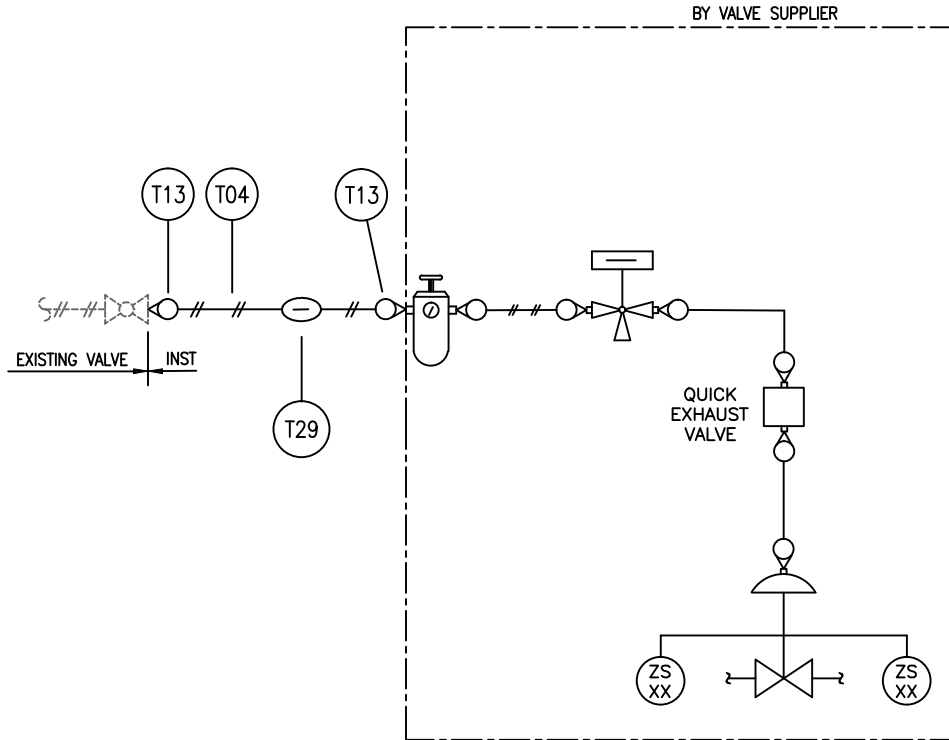 BY VALVE SUPPLIER
T13
T04
T13
EXISTING VALVE
INST
T29
QUICK
EXHAUST
VALVE
ZS
XX
ZS
XX